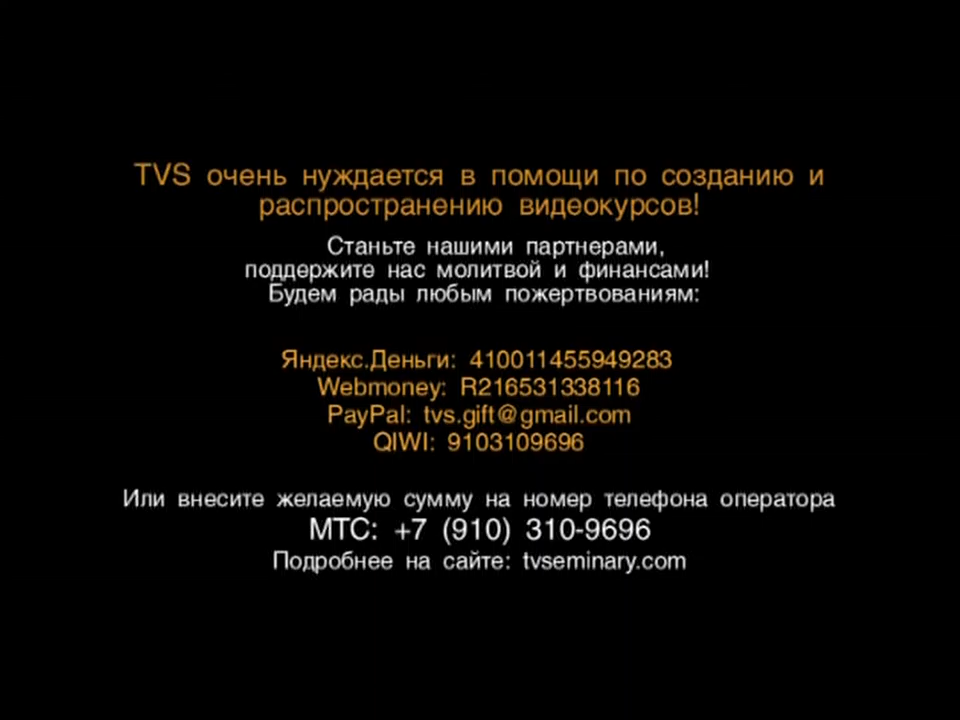 TVS очень нуждается в помощи по созданию и
распространению видеокурсов!
Станьте нашими партнерами,
поддержите нас молитвой и финансами!
Будем рады любым пожертвованиям:
Яндекс.Деньги: 410011455949283
Webmoney: R216531338116
PayPal: tvs.gift@gmail.com
QIWI: 9103109696
Или внесите желаемую сумму на номер телефона оператора
МТС: +7 (910) 310-9696
Подробнее на сайте: tvseminary.com